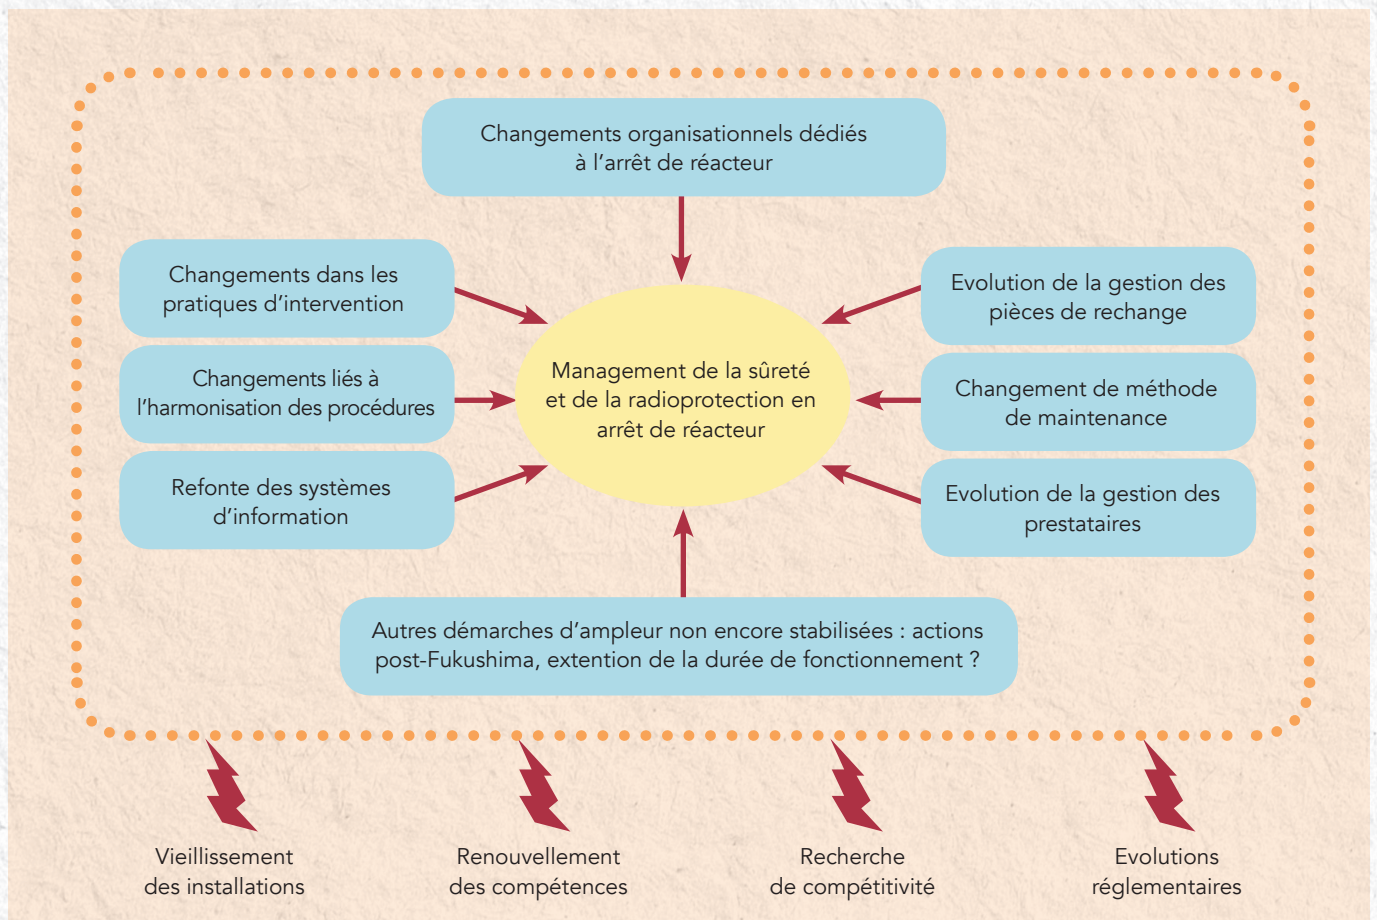 Changements organisationnels dédiés
à l'arrêt de réacteur
Changements dans les
pratiques d'intervention
Changements liés à
l'harmonisation des procédures
Refonte des systèmes
d'information
Management de la sûreté
et de la radioprotection en
arrêt de réacteur
Evolution de la gestion des
pièces de rechange
Changement de méthode
de maintenance
Evolution de la gestion des
prestataires
Autres démarches d'ampleur non encore stabilisées : actions
post-Fukushima, extention de la durée de fonctionnement ?
Vieillissement
des installations
Renouvellement
des compétences
Recherche
de compétitivité
Evolutions
réglementaires